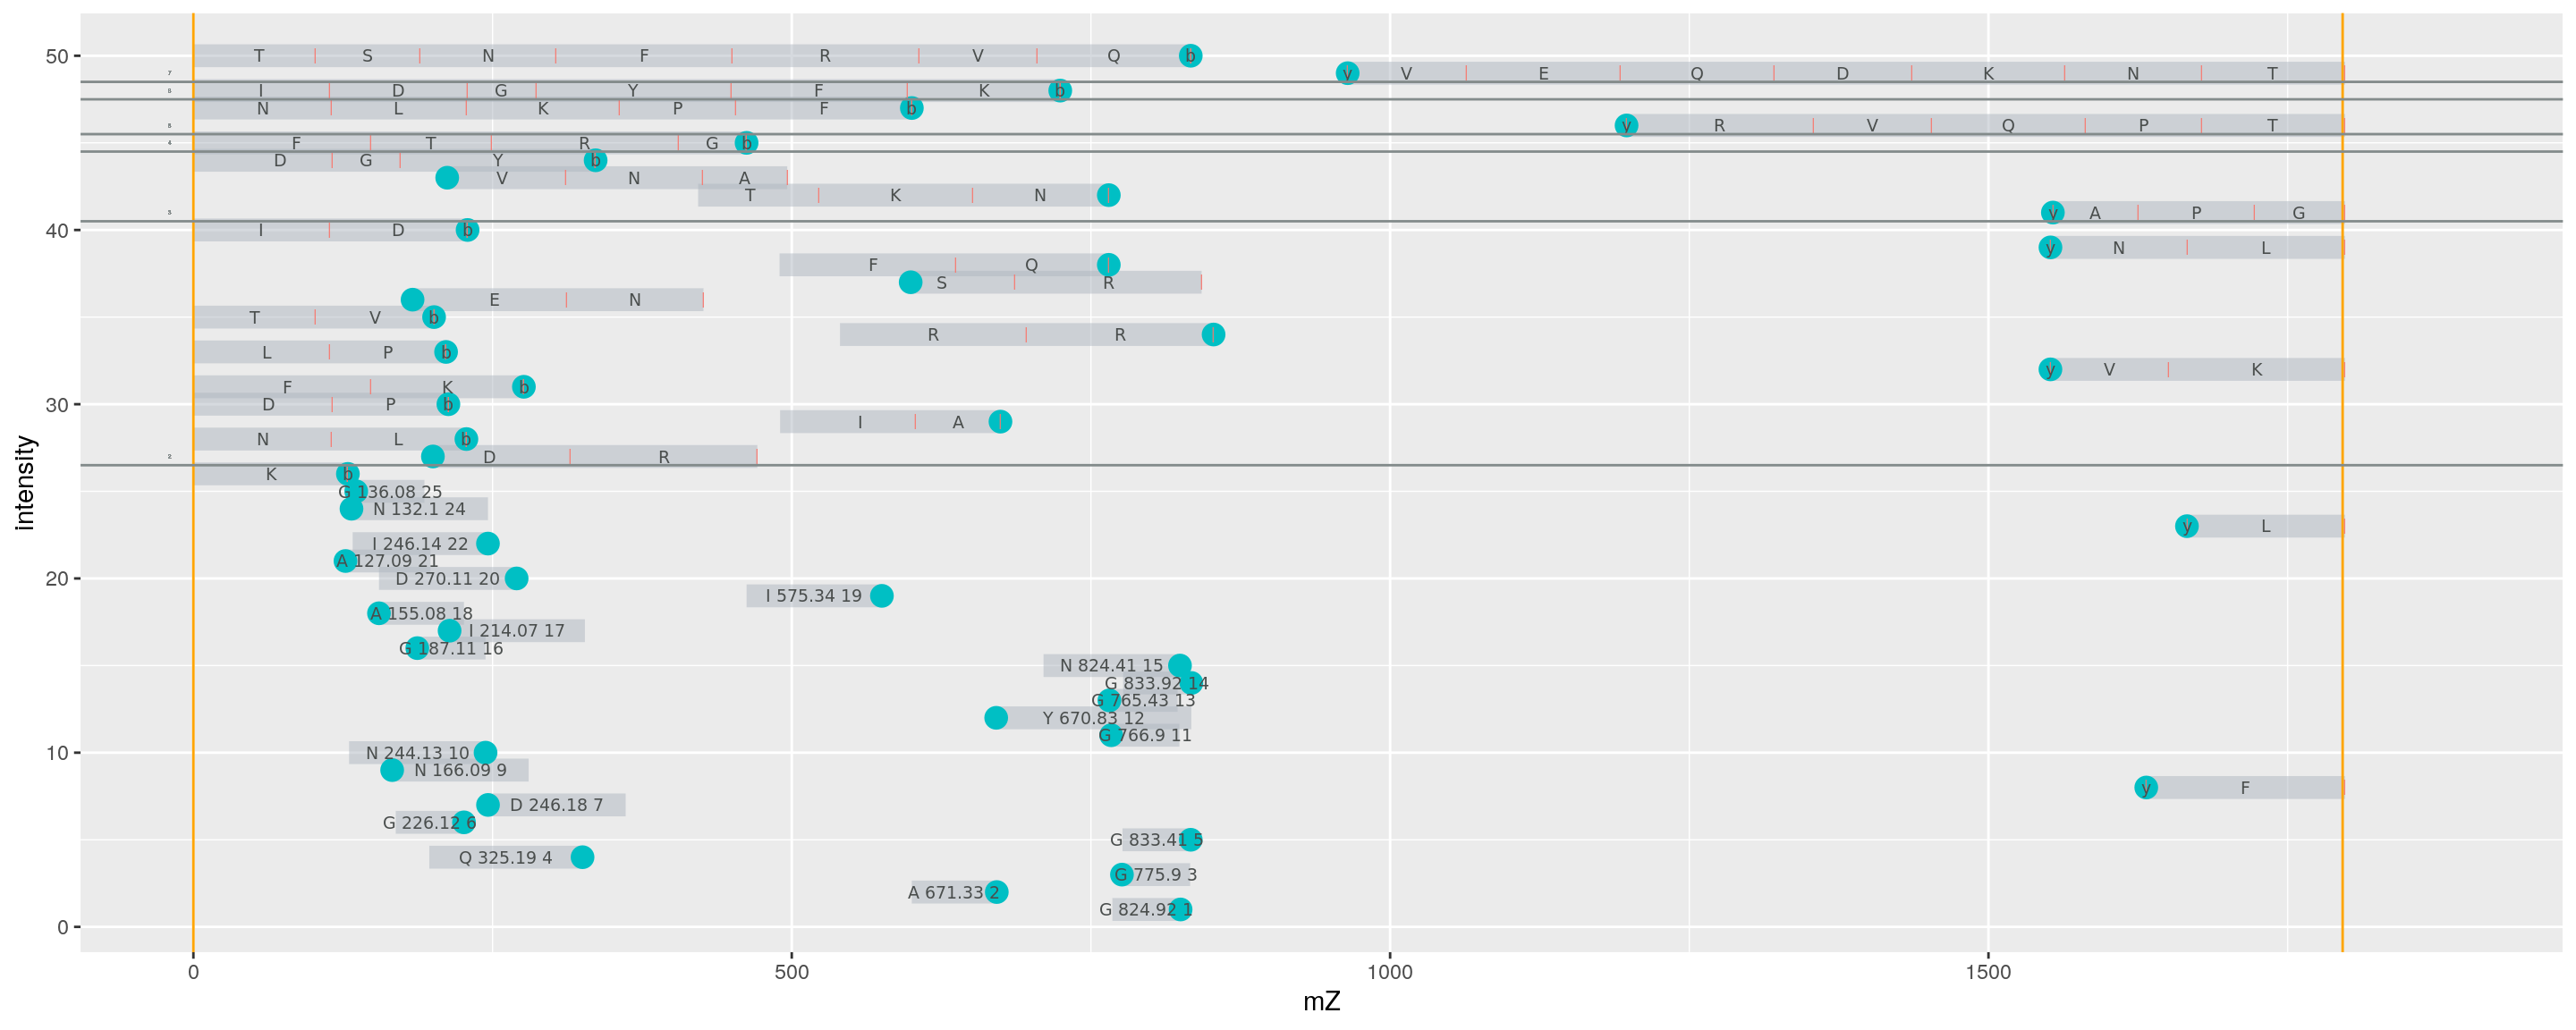 50 T S N F R V Q b
7 y V E Q D K N T
I D G Y F K b
N L K P F b
y R V Q P T
4 F T R G b
D G Y b
V N A
T K N
3 y A P G
40 I D b
y N L
F Q
S R
E N
T V b
R R
L P b
y V K
F K b
30 D P b
I A
N L b
2 D R
K b
G 136.08 25
N 132.1 24
y L
I 246.14 22
A 127.09 21
20 D 270.11 20
I 575.34 19
A 155.08 18
I 214.07 17
G 187.11 16
N 824.41 15
G 833.92 14
G 765.43 13
Y 670.83 12
G 766.9 11
10 N 244.13 10
N 166.09 9
y F
D 246.18 7
G 226.12 6
G 833.41 5
Q 325.19 4
G 775.9 3
A 671.33 2
G 824.92 1
0
0 500 1000 1500
mZ
intensity